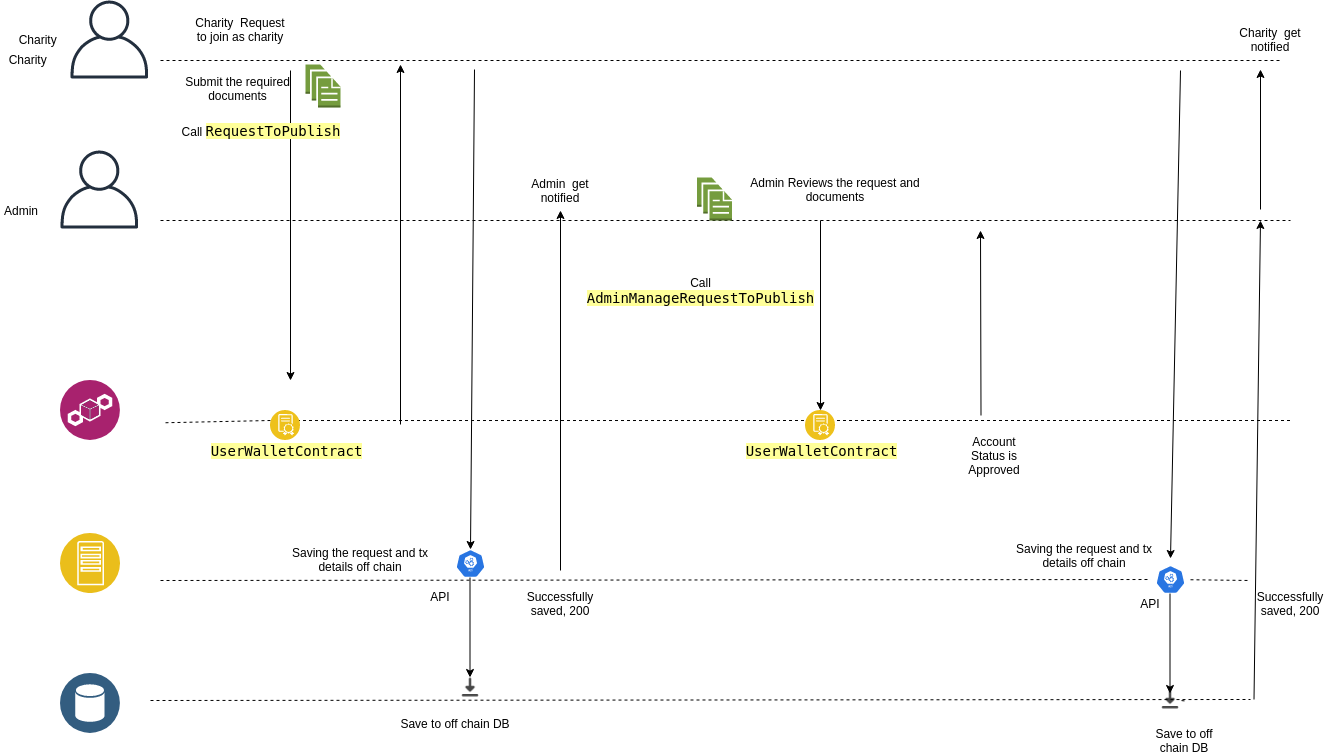 Charity
Charity
Charity Request
to join as charity
Submit the required
documents
Call RequestToPublish
Charity get
notified
Admin
Admin get
notified
Admin Reviews the request and
documents
Call
AdminManageRequestToPublish
UserWalletContract
UserWalletContract
Account
Status is
Approved
Saving the request and tx
details off chain
API
Successfully
saved, 200
Saving the request and tx
details off chain
API
Successfully
saved, 200
Save to off chain DB
Save to off
chain DB